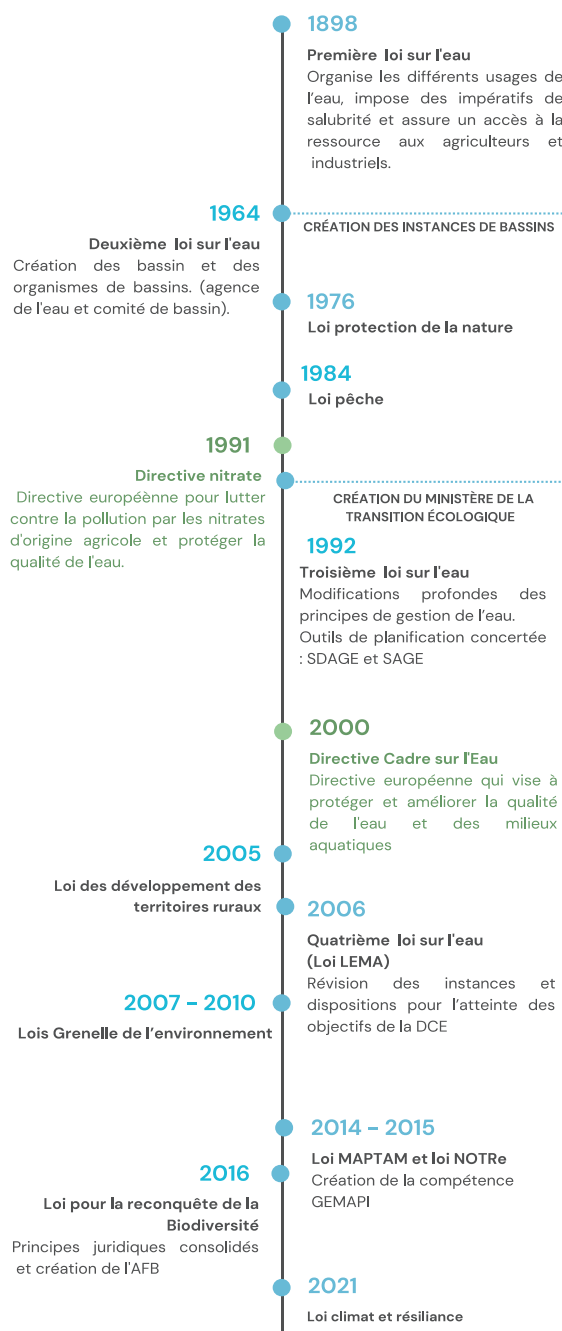 1898
Première loi sur l'eau
Organise les différents usages de
l'eau, impose des impératifs de
salubrité et assure un accès à la
ressource aux agriculteurs et
industriels.
1964
Deuxième loi sur l'eau
Création des bassin et des
organismes de bassins. (agence
de l'eau et comité de bassin).
CRÉATION DES INSTANCES DE BASSINS
1976
Loi protection de la nature
1984
Loi pêche
1991
Directive nitrate
Directive européènne pour lutter
contre la pollution par les nitrates
d'origine agricole et protéger la
qualité de l'eau.
CRÉATION DU MINISTÈRE DE LA
TRANSITION ÉCOLOGIQUE
1992
Troisième loi sur l'eau
Modifications profondes des
principes de gestion de l'eau.
Outils de planification concertée
: SDAGE et SAGE
2000
Directive Cadre sur l'Eau
Directive européenne qui vise à
protéger et améliorer la qualité
de l'eau et des milieux
aquatiques
2005
Loi des développement des
territoires ruraux
2006
Quatrième loi sur l'eau
(Loi LEMA)
Révision des instances et
dispositions pour l'atteinte des
objectifs de la DCE
2007 - 2010
Lois Grenelle de l'environnement
2014 - 2015
Loi MAPTAM et loi NOTRe
Création de la compétence
GEMAPI
2016
Loi pour la reconquête de la
Biodiversité
Principes juridiques consolidés
et création de l'AFB
2021
Loi climat et résiliance